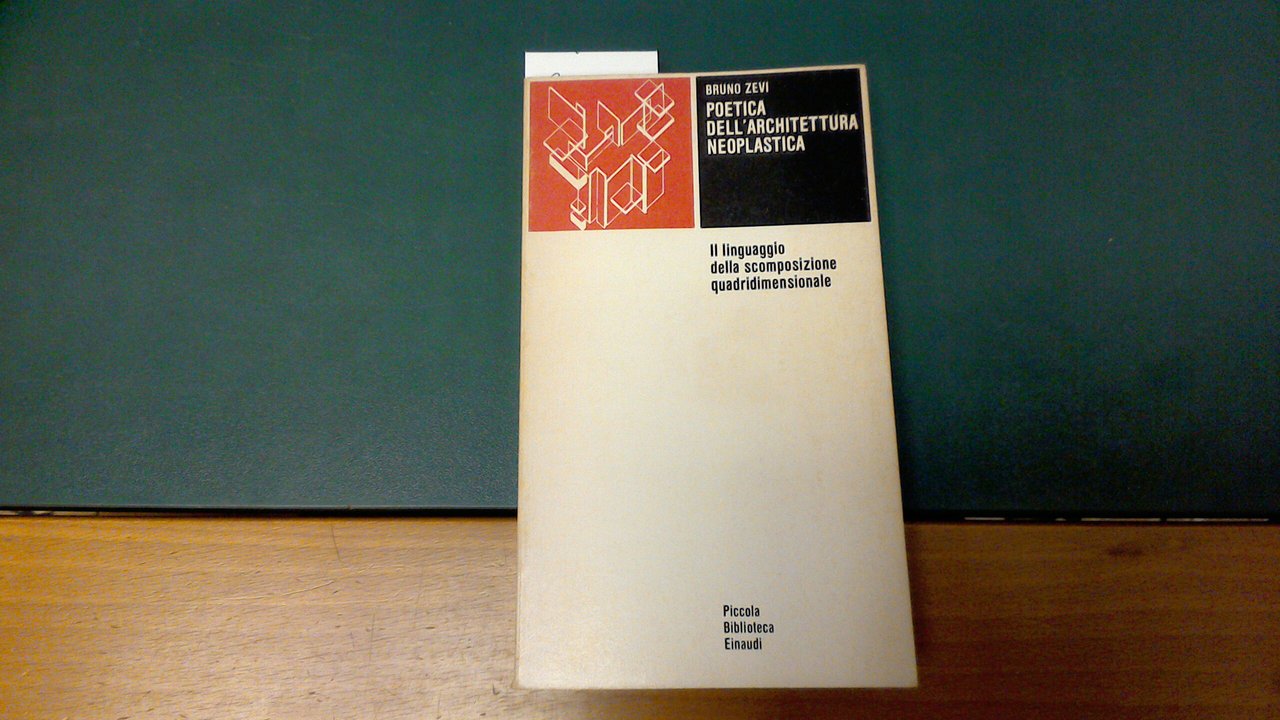 BRUNO ZEVI
POETICA
DELL'ARCHITETTURA
NEOPLASTICA
Il linguaggio
della scomposizione
quadridimensionale
Piccola
Biblioteca
Einaudi